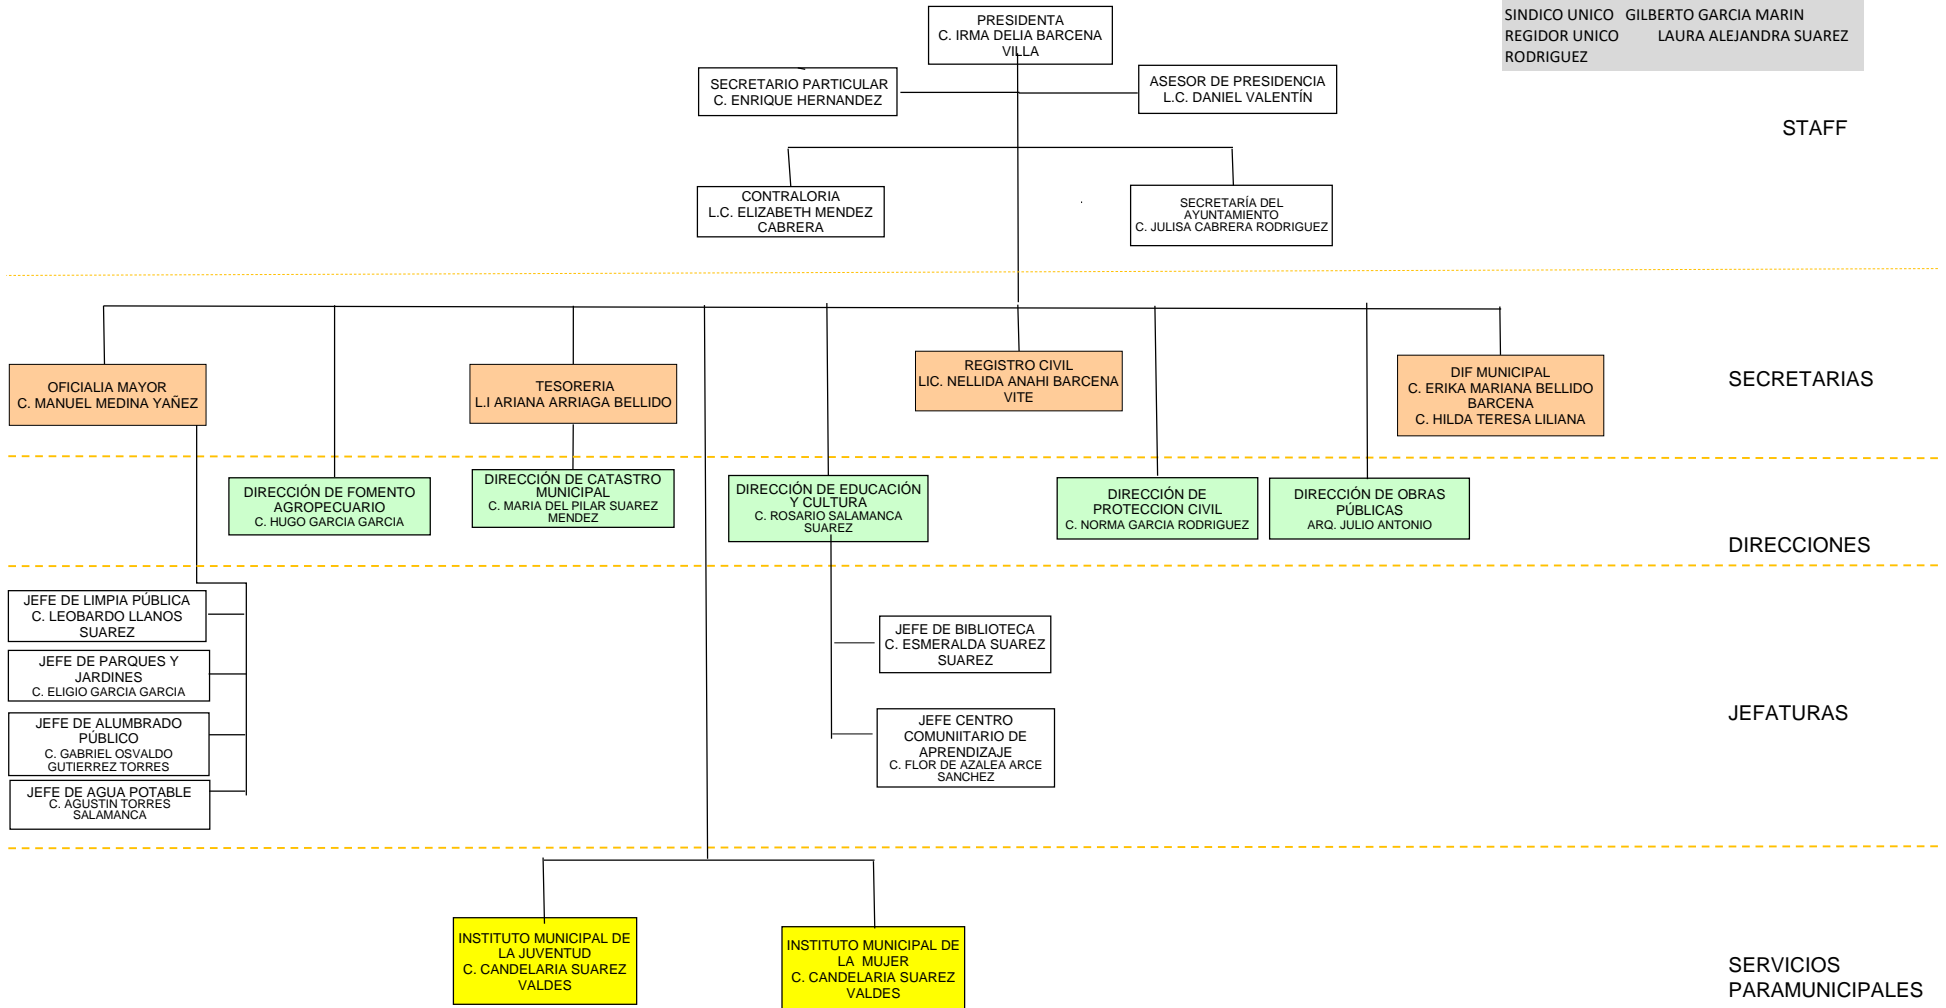 PRESIDENTA
C. IRMA DELIA BARCENA
VILLA
SINDICO UNICO GILBERTO GARCIA MARIN
REGIDOR UNICO LAURA ALEJANDRA SUAREZ
RODRIGUEZ
SECRETARIO PARTICULAR
C. ENRIQUE HERNANDEZ
ASESOR DE PRESIDENCIA
L.C. DANIEL VALENTÍN
STAFF
CONTRALORIA
L.C. ELIZABETH MENDEZ
CABRERA
SECRETARÍA DEL
AYUNTAMIENTO
C. JULISA CABRERA RODRIGUEZ
OFICIALIA MAYOR
C. MANUEL MEDINA YAÑEZ
TESORERIA
L.I ARIANA ARRIAGA BELLIDO
REGISTRO CIVIL
LIC. NELLIDA ANAHI BARCENA
VITE
DIF MUNICIPAL
C. ERIKA MARIANA BELLIDO
BARCENA
C. HILDA TERESA LILIANA
SECRETARIAS
DIRECCIÓN DE FOMENTO
AGROPECUARIO
C. HUGO GARCIA GARCIA
DIRECCIÓN DE CATASTRO
MUNICIPAL
C. MARIA DEL PILAR SUAREZ
MENDEZ
DIRECCIÓN DE EDUCACIÓN
Y CULTURA
C. ROSARIO SALAMANCA
SUAREZ
DIRECCIÓN DE
PROTECCION CIVIL
C. NORMA GARCIA RODRIGUEZ
DIRECCIÓN DE OBRAS
PÚBLICAS
ARQ. JULIO ANTONIO
DIRECCIONES
JEFE DE LIMPIA PÚBLICA
C. LEOBARDO LLANOS
SUAREZ
JEFE DE PARQUES Y
JARDINES
C. ELIGIO GARCIA GARCIA
JEFE DE ALUMBRADO
PÚBLICO
C. GABRIEL OSVALDO
GUTIERREZ TORRES
JEFE DE AGUA POTABLE
C. AGUSTIN TORRES
SALAMANCA
JEFE DE BIBLIOTECA
C. ESMERALDA SUAREZ
SUAREZ
JEFE CENTRO
COMUNIITARIO DE
APRENDIZAJE
C. FLOR DE AZALEA ARCE
SANCHEZ
JEFATURAS
INSTITUTO MUNICIPAL DE
LA JUVENTUD
C. CANDELARIA SUAREZ
VALDES
INSTITUTO MUNICIPAL DE
LA MUJER
C. CANDELARIA SUAREZ
VALDES
SERVICIOS
PARAMUNICIPALES